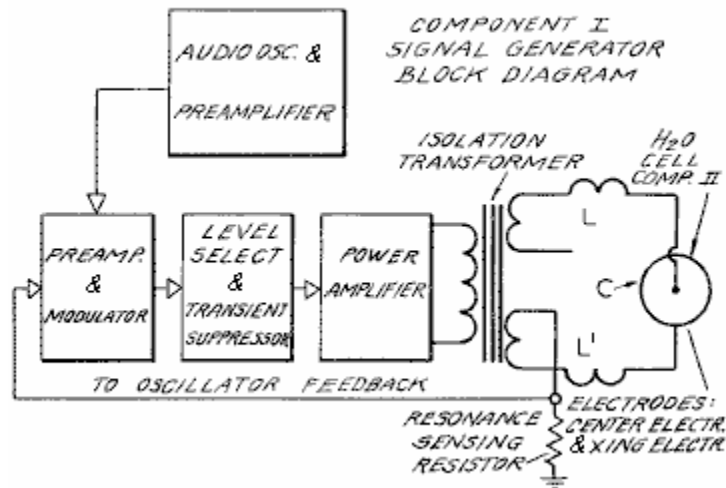 COMPONENT I
SIGNAL GENERATOR
BLOCK DIAGRAM
AUDIO OSC. &
PREAMPLIFIER
ISOLATION
TRANSFORMER
H2O
CELL
COMP. II
PREAMP.
&
MODULATOR
LEVEL
SELECT
&
TRANSIENT
SUPPRESSOR
POWER
AMPLIFIER
L
C
L'
TO OSCILLATOR FEEDBACK
RESONANCE
SENSING
RESISTOR
ELECTRODES:
CENTER ELECTR.
& XING ELECTR.